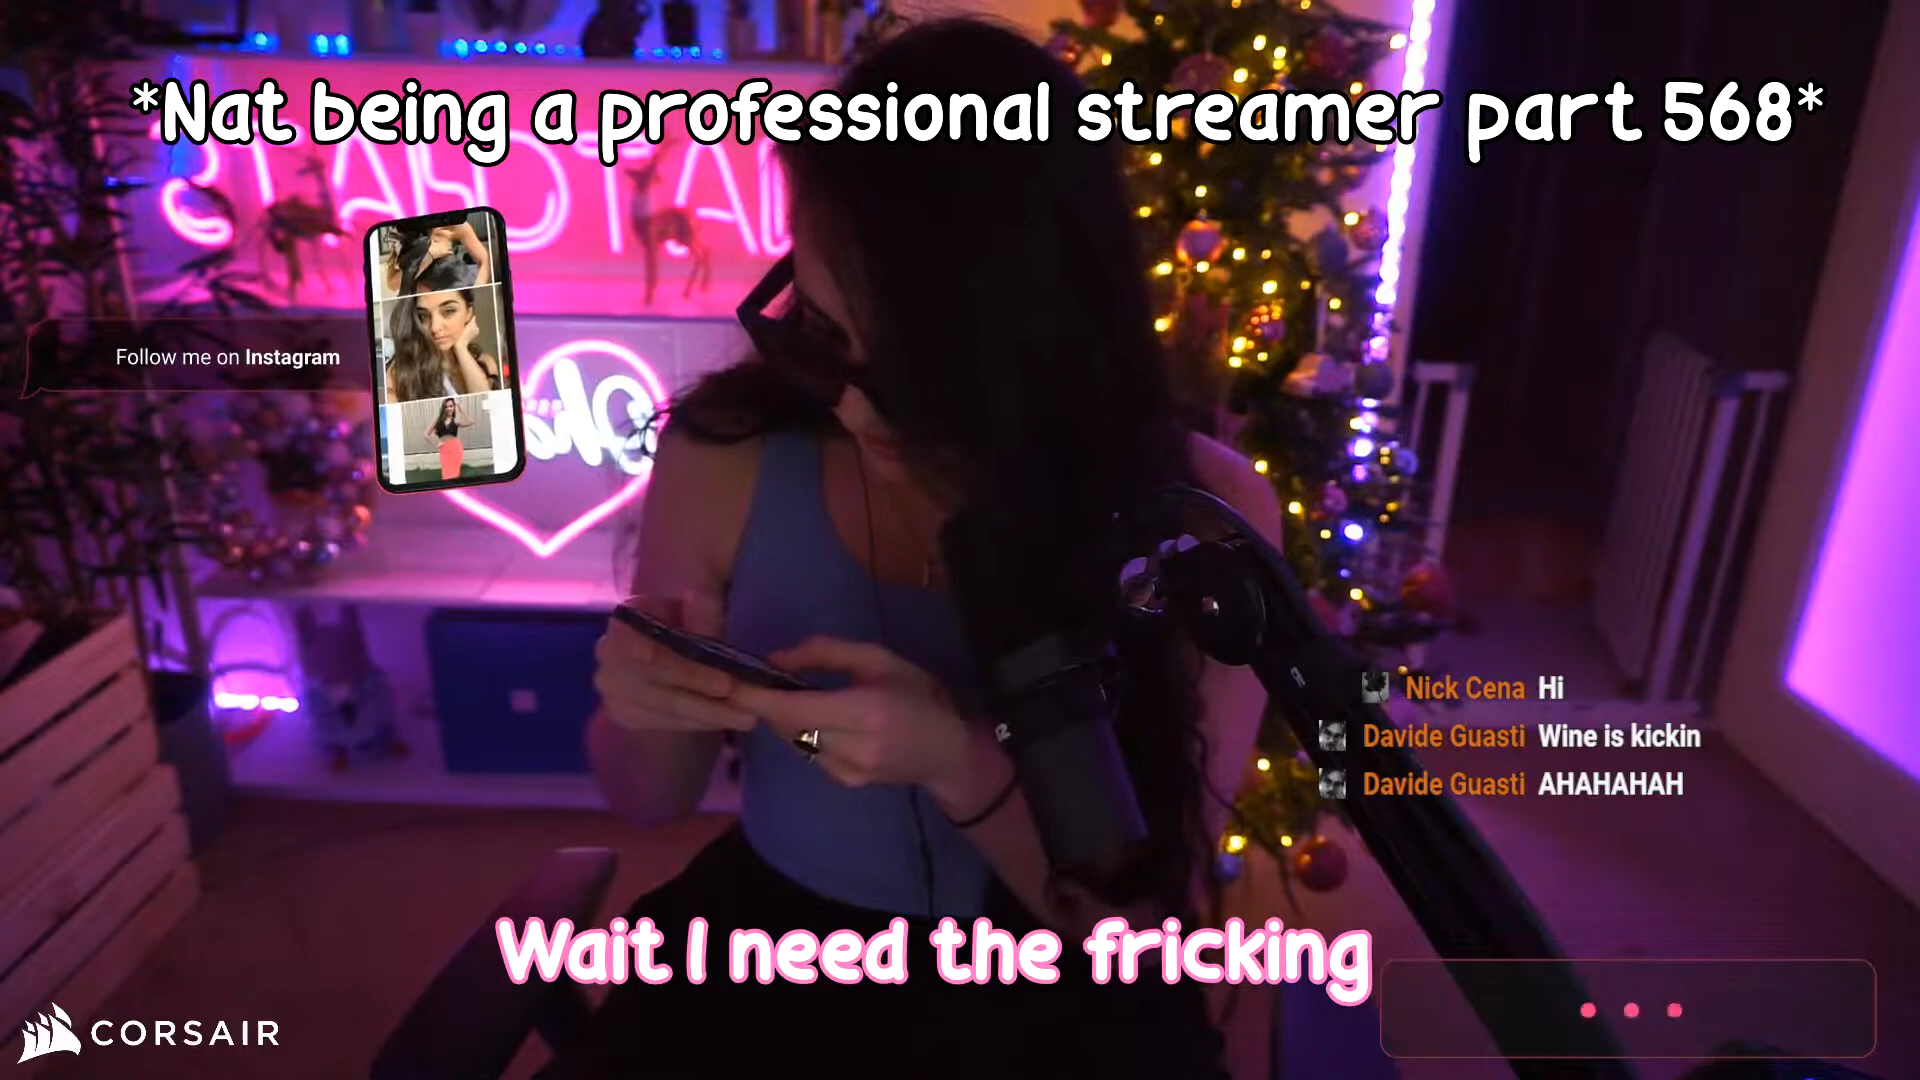 *Nat being a professional streamer part 568*
Follow me on Instagram
Nick Cena Hi
Davide Guasti Wine is kickin
Davide Guasti AHAHAHAH
Wait I need the fricking
CORSAIR